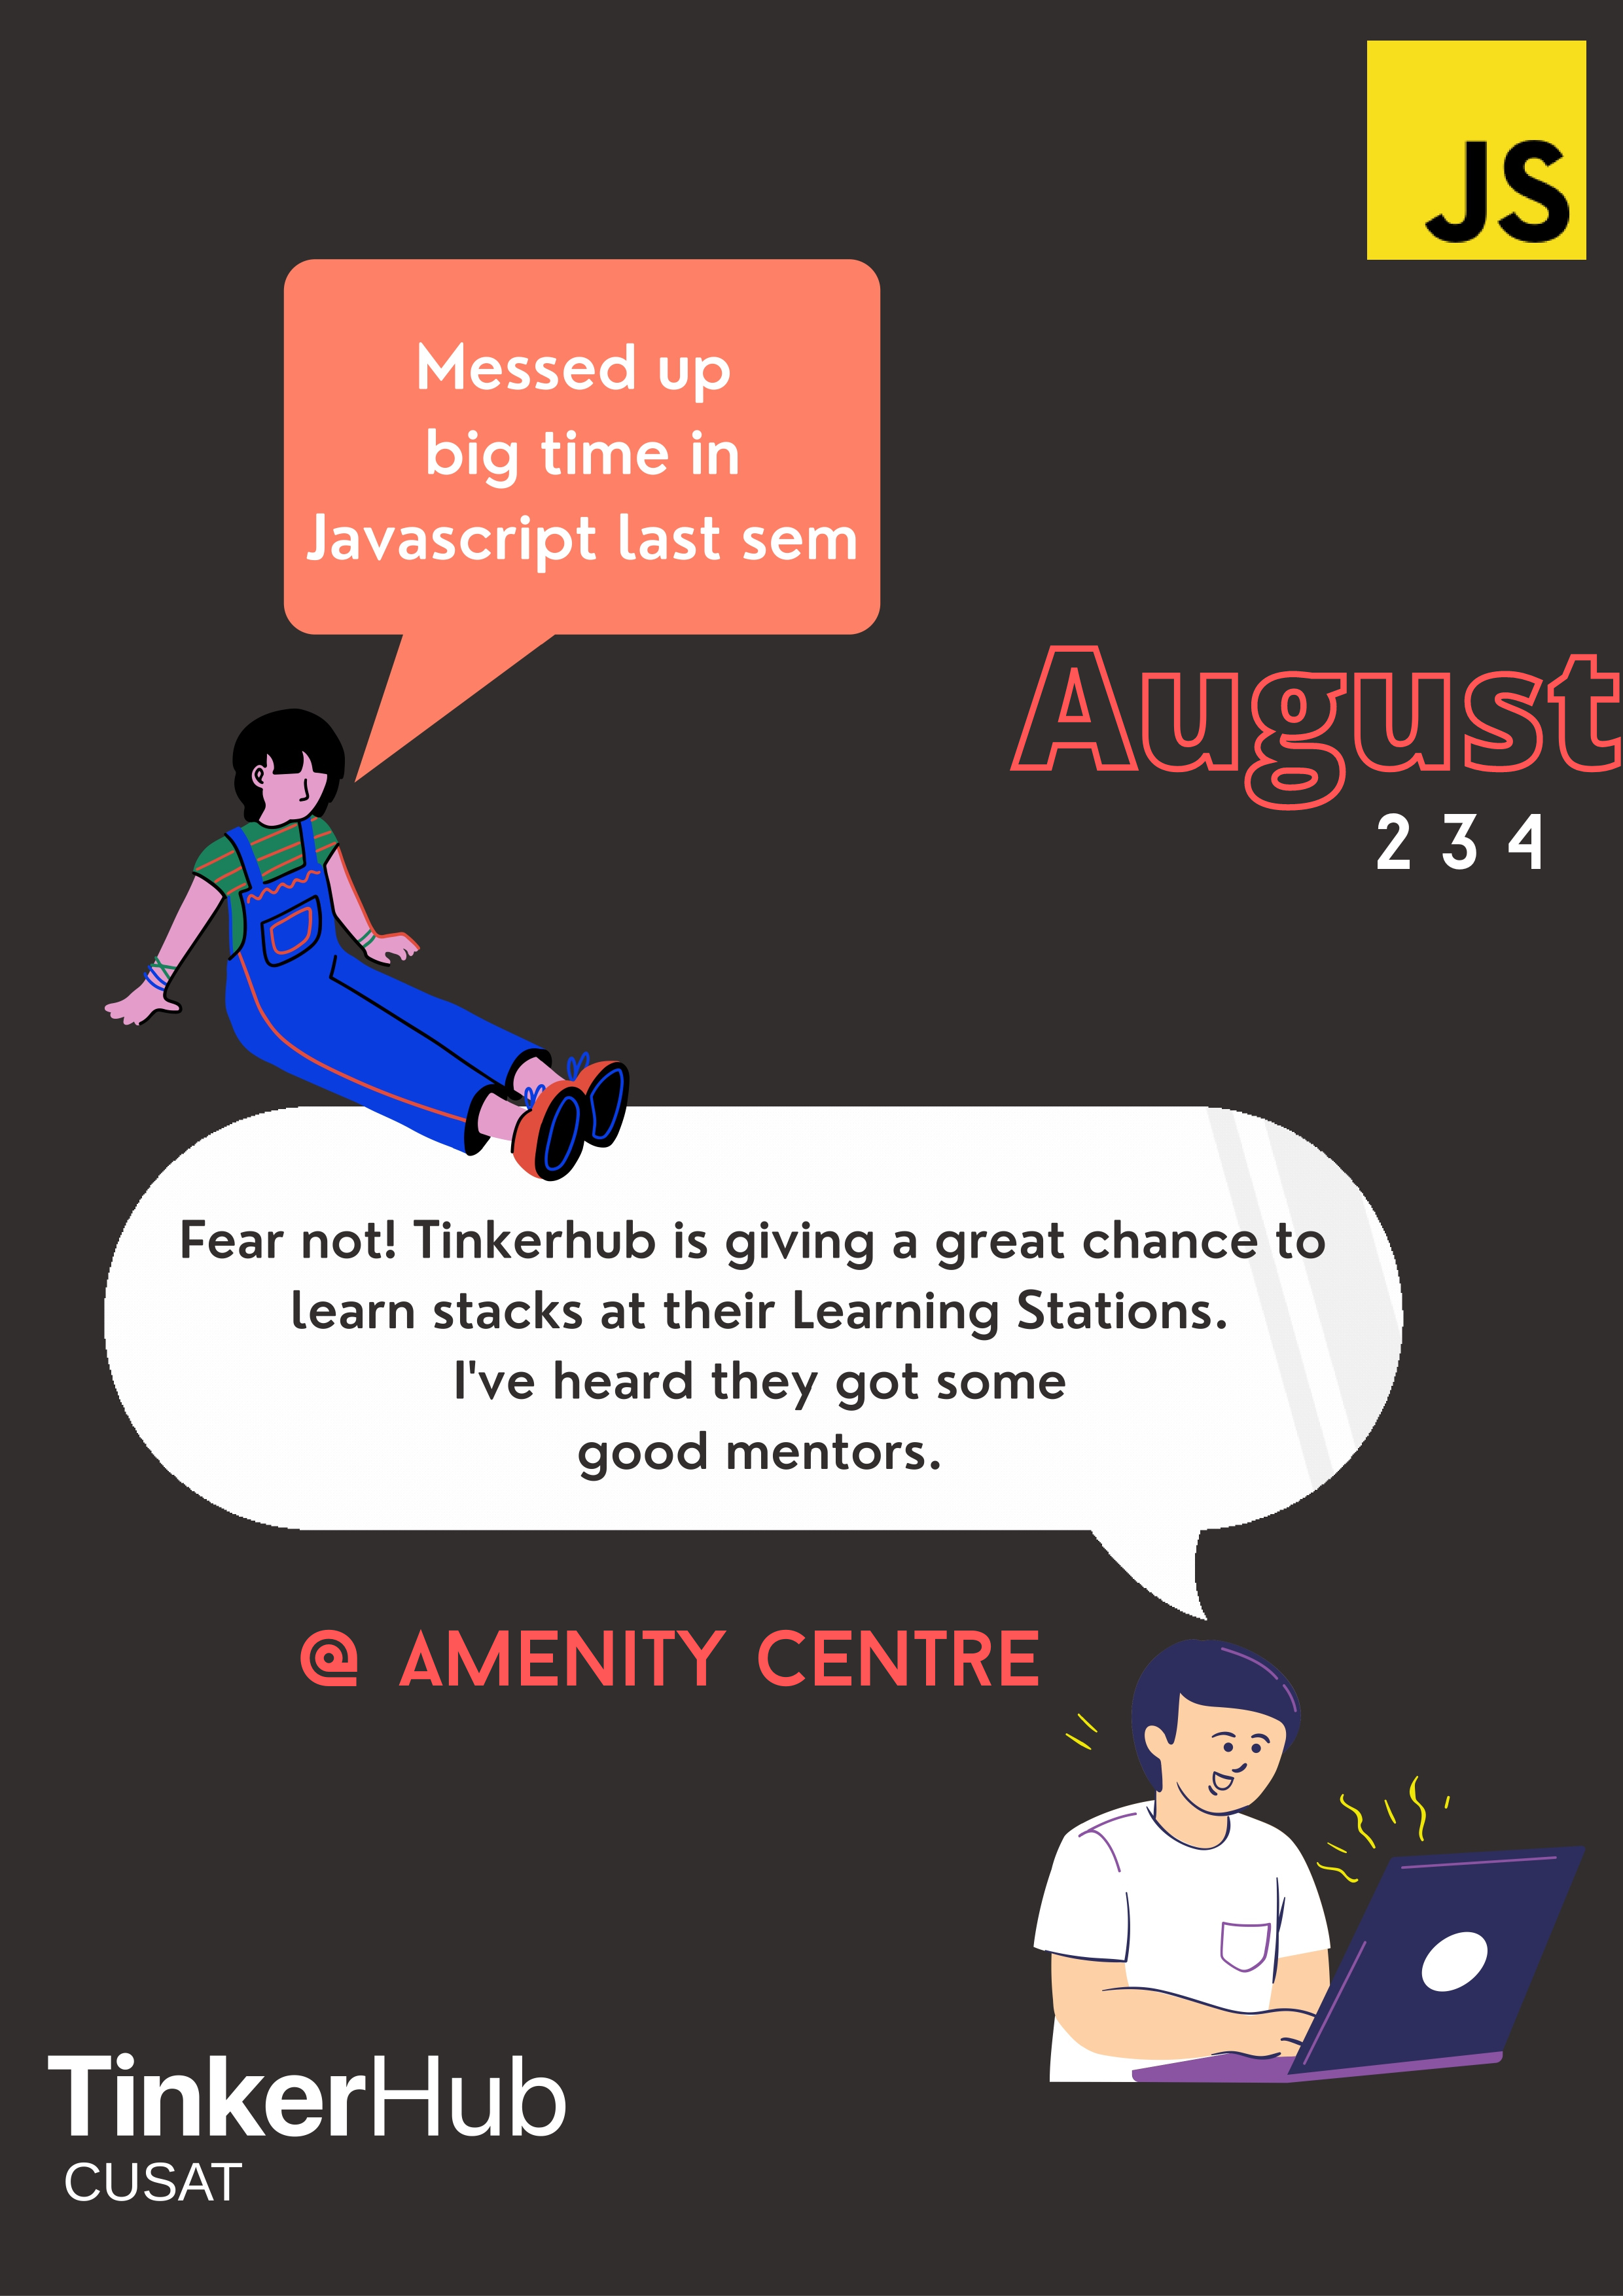 JS
Messed up
big time in
Javascript last sem
August
2 3 4
Fear not! Tinkerhub is giving a great chance to
learn stacks at their Learning Stations.
I've heard they got some
good mentors.
@ AMENITY CENTRE
TinkerHub
CUSAT